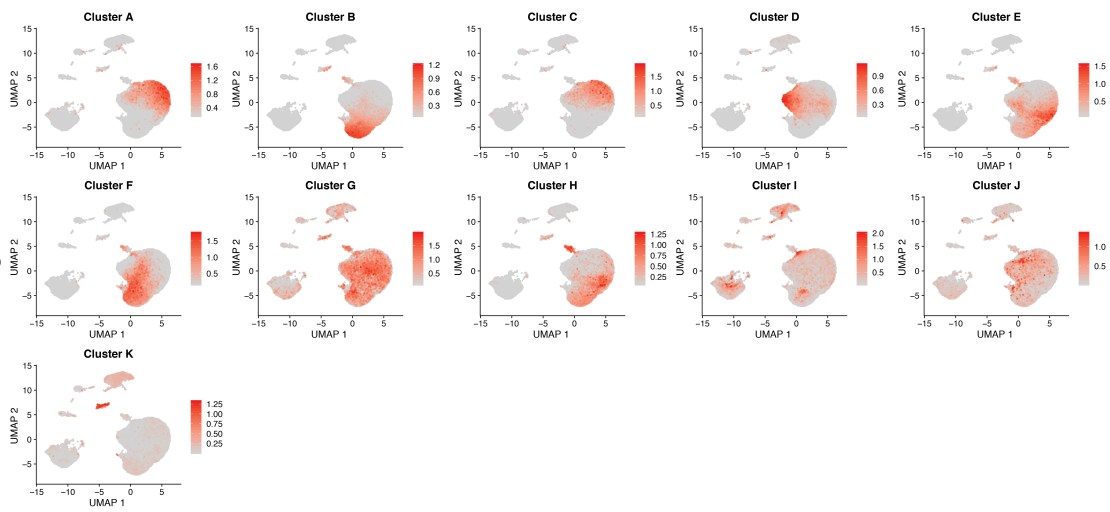 Cluster A
Cluster B
Cluster C
Cluster D
Cluster E
15
10
5
0
−5
UMAP 2
−15 −10 −5 0 5
UMAP 1
1.6
1.2
0.8
0.4
15
10
5
0
−5
UMAP 2
−15 −10 −5 0 5
UMAP 1
1.2
0.9
0.6
0.3
15
10
5
0
−5
UMAP 2
−15 −10 −5 0 5
UMAP 1
1.5
1.0
0.5
15
10
5
0
−5
UMAP 2
−15 −10 −5 0 5
UMAP 1
0.9
0.6
0.3
15
10
5
0
−5
UMAP 2
−15 −10 −5 0 5
UMAP 1
1.5
1.0
0.5
Cluster F
Cluster G
Cluster H
Cluster I
Cluster J
15
10
5
0
−5
UMAP 2
−15 −10 −5 0 5
UMAP 1
1.5
1.0
0.5
15
10
5
0
−5
UMAP 2
−15 −10 −5 0 5
UMAP 1
1.5
1.0
0.5
15
10
5
0
−5
UMAP 2
−15 −10 −5 0 5
UMAP 1
1.25
1.00
0.75
0.50
0.25
15
10
5
0
−5
UMAP 2
−15 −10 −5 0 5
UMAP 1
2.0
1.5
1.0
0.5
15
10
5
0
−5
UMAP 2
−15 −10 −5 0 5
UMAP 1
1.0
0.5
Cluster K
15
10
5
0
−5
UMAP 2
−15 −10 −5 0 5
UMAP 1
1.25
1.00
0.75
0.50
0.25